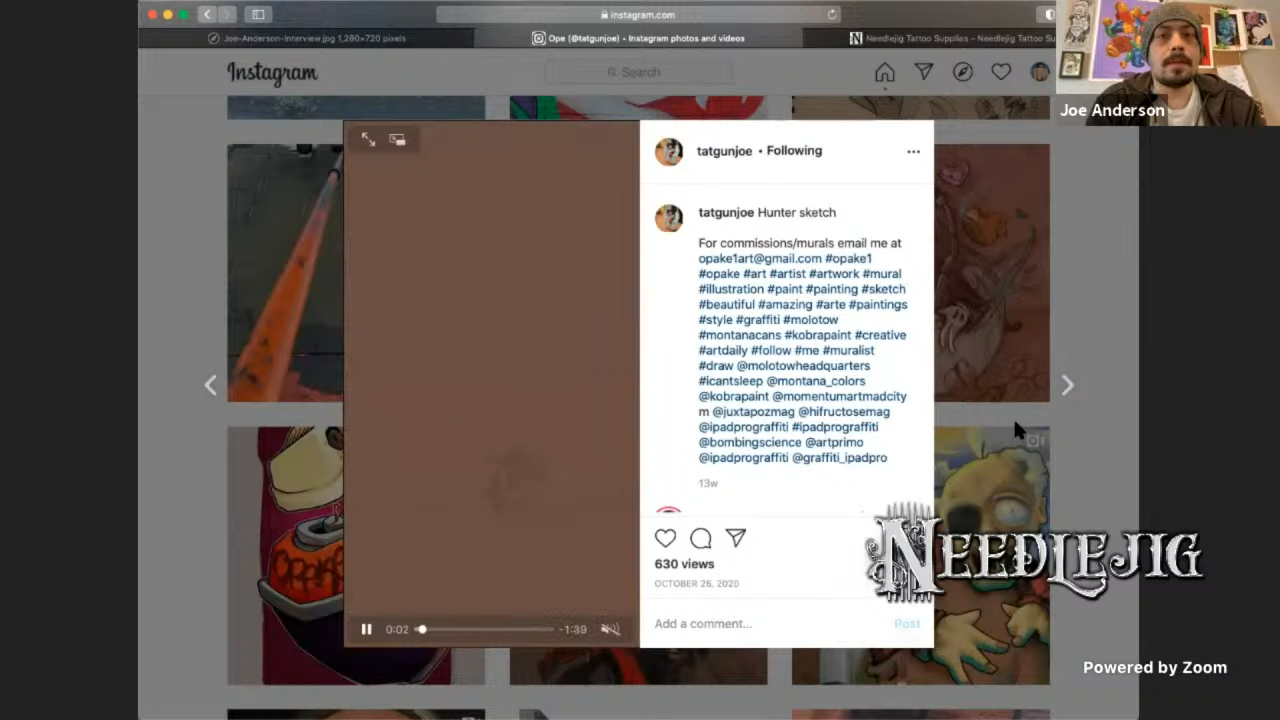 instagram.com
Joe-Anderson-Interview.jpg 1,280×720 pixels
Ope (@tatgunjoe) • Instagram photos and videos
Needlejig Tattoo Supplies – Needlejig Tattoo Su
Instagram
Search
Joe Anderson
tatgunjoe • Following
tatgunjoe Hunter sketch
For commissions/murals email me at
opake1art@gmail.com #opake1
#opake #art #artist #artwork #mural
#illustration #paint #painting #sketch
#beautiful #amazing #arte #paintings
#style #graffiti #molotow
#montanacans #kobrapaint #creative
#artdaily #follow #me #muralist
#draw @molotowheadquarters
#icantsleep @montana_colors
@kobrapaint @momentumartmadcity
m @juxtapozmag @hifructosemag
@ipadprograffiti #ipadprograffiti
@bombingscience @artprimo
@ipadprograffiti @graffiti_ipadpro
13w
630 views
OCTOBER 25, 2020
0:02
-1:39
Add a comment...
Post
NEEDLEJIG
Powered by Zoom